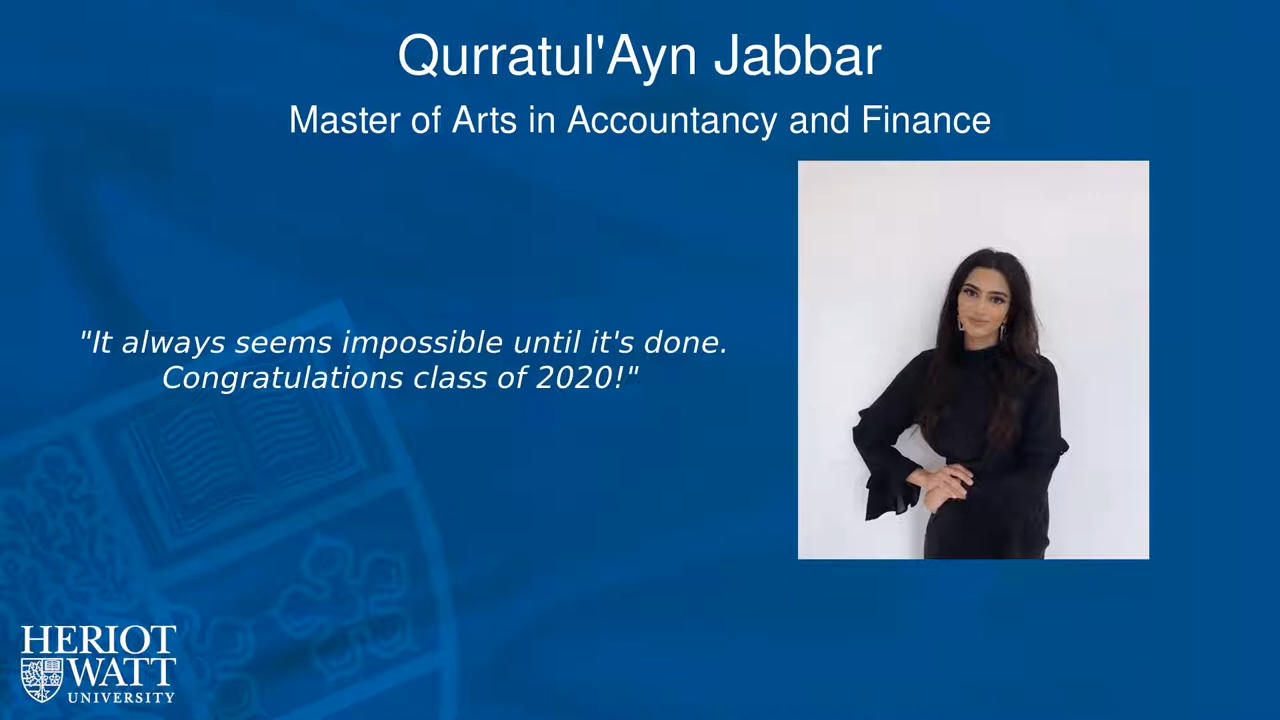 Qurratul'Ayn Jabbar
Master of Arts in Accountancy and Finance
"It always seems impossible until it's done.
Congratulations class of 2020!"
HERIOT
WATT
UNIVERSITY